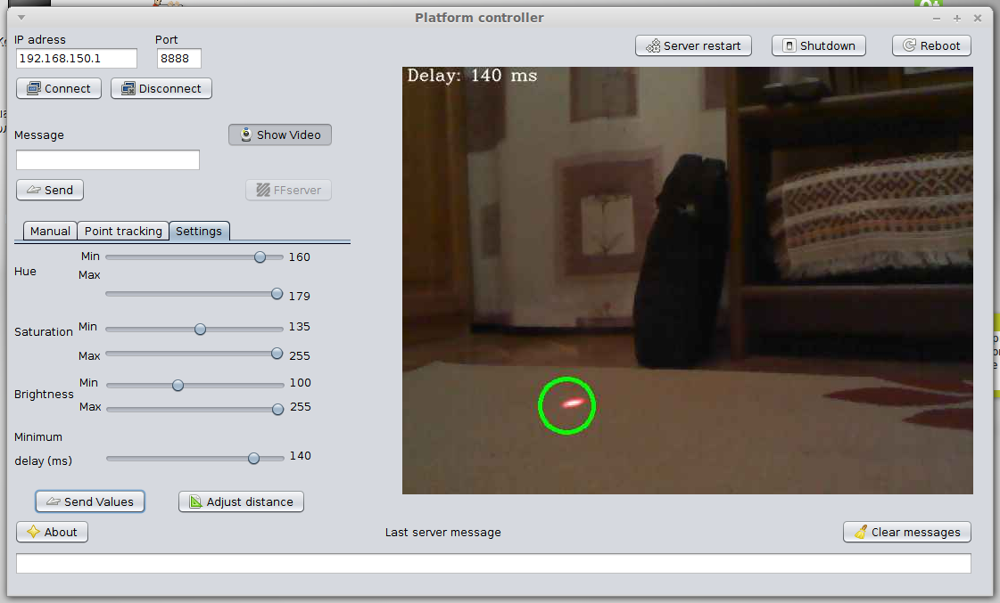 Platform controller
IP adress
Port
192.168.150.1
8888
Server restart
Shutdown
Reboot
Connect
Disconnect
Delay: 140 ms
Message
Show Video
Send
FFserver
Manual
Point tracking
Settings
Hue
Min
160
Max
179
Saturation
Min
135
Max
255
Brightness
Min
100
Max
255
Minimum
delay (ms)
140
Send Values
Adjust distance
About
Last server message
Clear messages